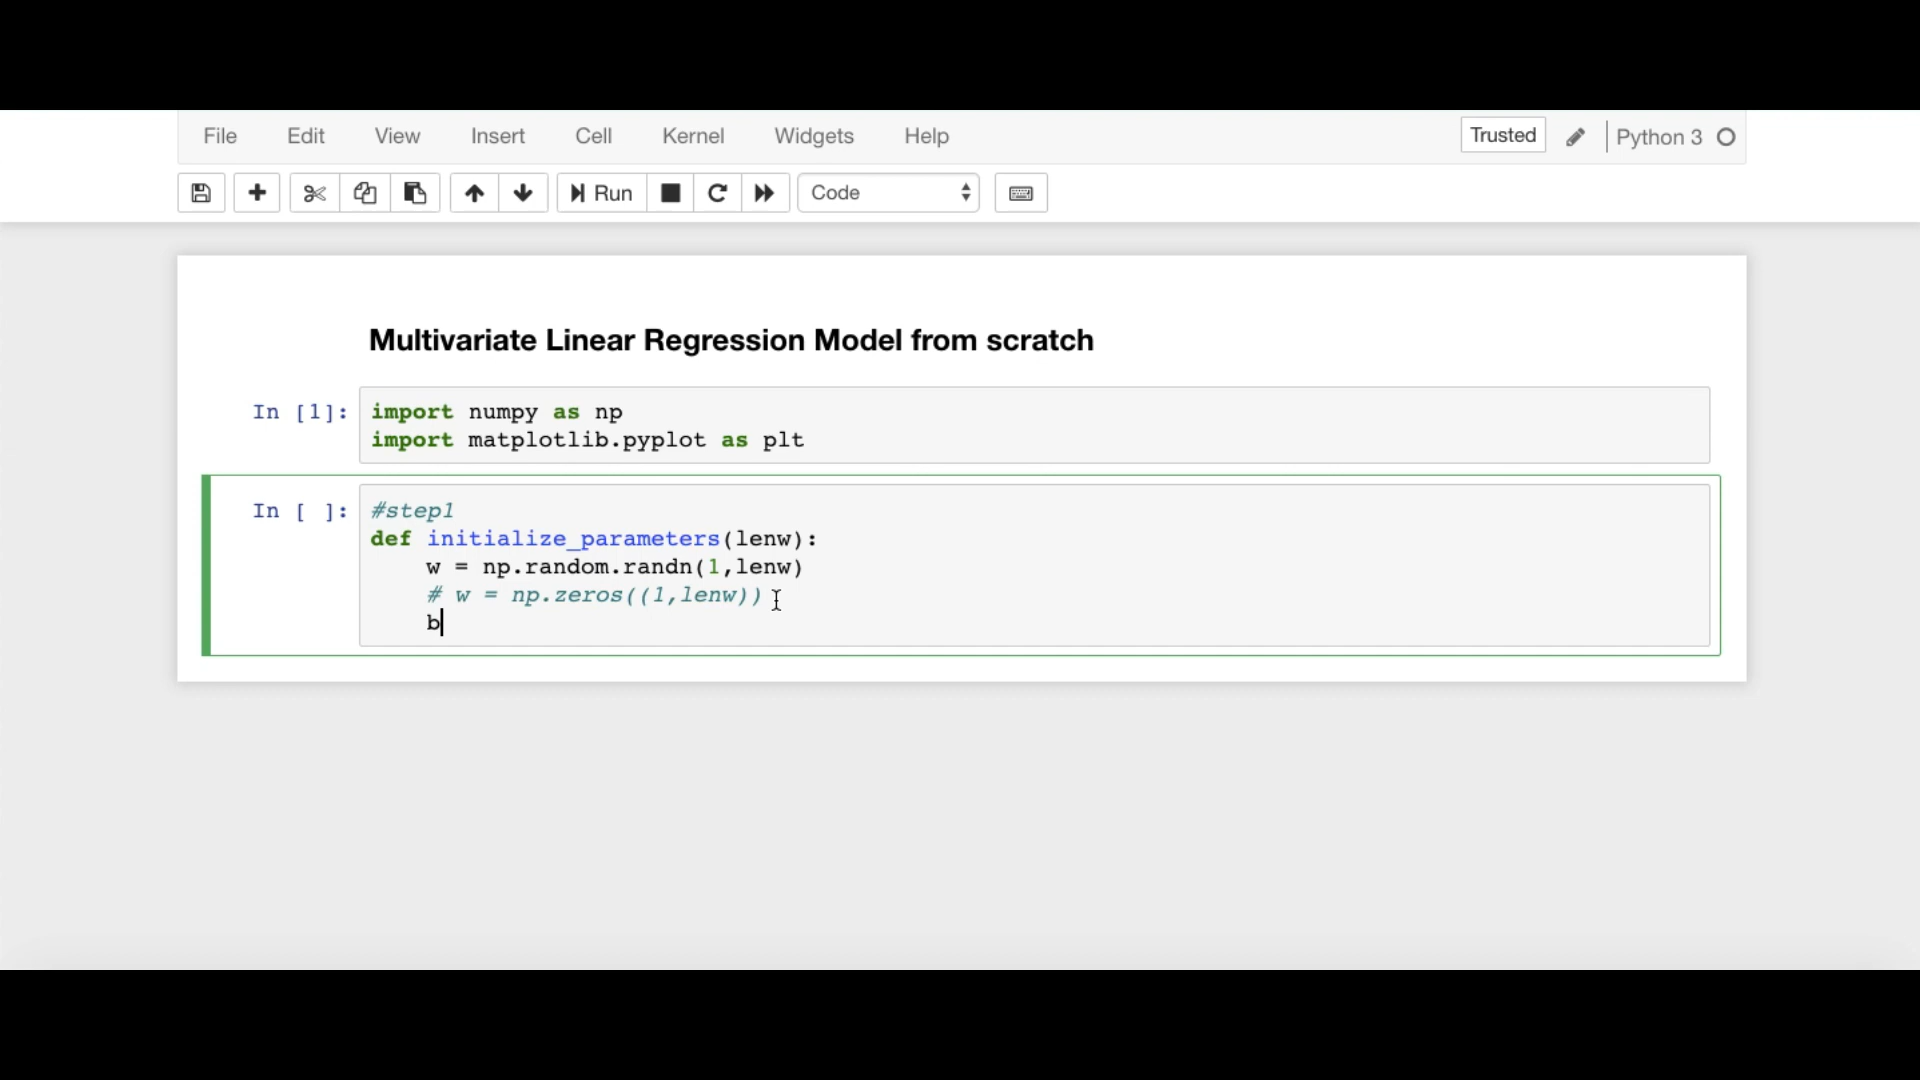 File Edit View Insert Cell Kernel Widgets Help Trusted Python 3
Run Code
Multivariate Linear Regression Model from scratch
In [1]: import numpy as np
import matplotlib.pyplot as plt
In [ ]: #step1
def initialize_parameters(lenw):
    w = np.random.randn(1,lenw)
    # w = np.zeros((1,lenw))
    b